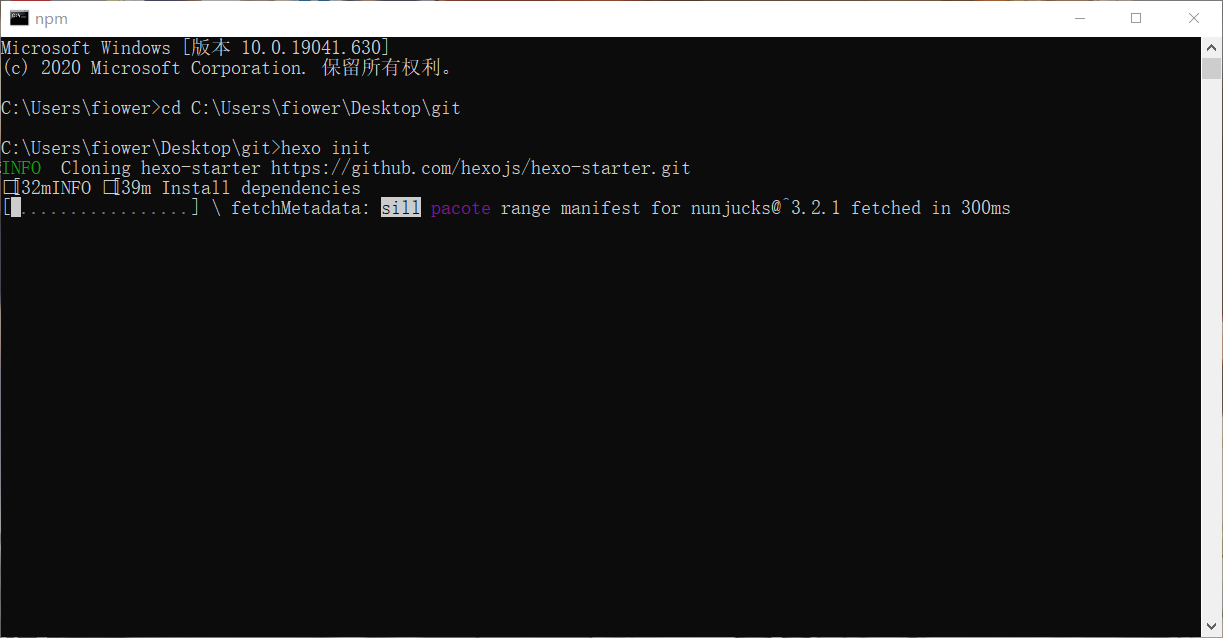 npm
Microsoft Windows [版本 10.0.19041.630]
(c) 2020 Microsoft Corporation. 保留所有权利。
C:\Users\fiower>cd C:\Users\fiower\Desktop\git
C:\Users\fiower\Desktop\git>hexo init
INFO  Cloning hexo-starter https://github.com/hexojs/hexo-starter.git
□[32mINFO □[39m Install dependencies
[ .................] \ fetchMetadata: sill pacote range manifest for nunjucks@^3.2.1 fetched in 300ms